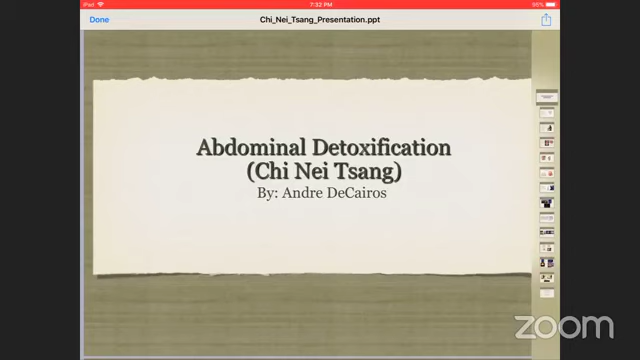 iPad
7:32 PM
95%
Done
Chi_Nei_Tsang_Presentation.ppt
Abdominal Detoxification
(Chi Nei Tsang)
By: Andre DeCairos
zoom